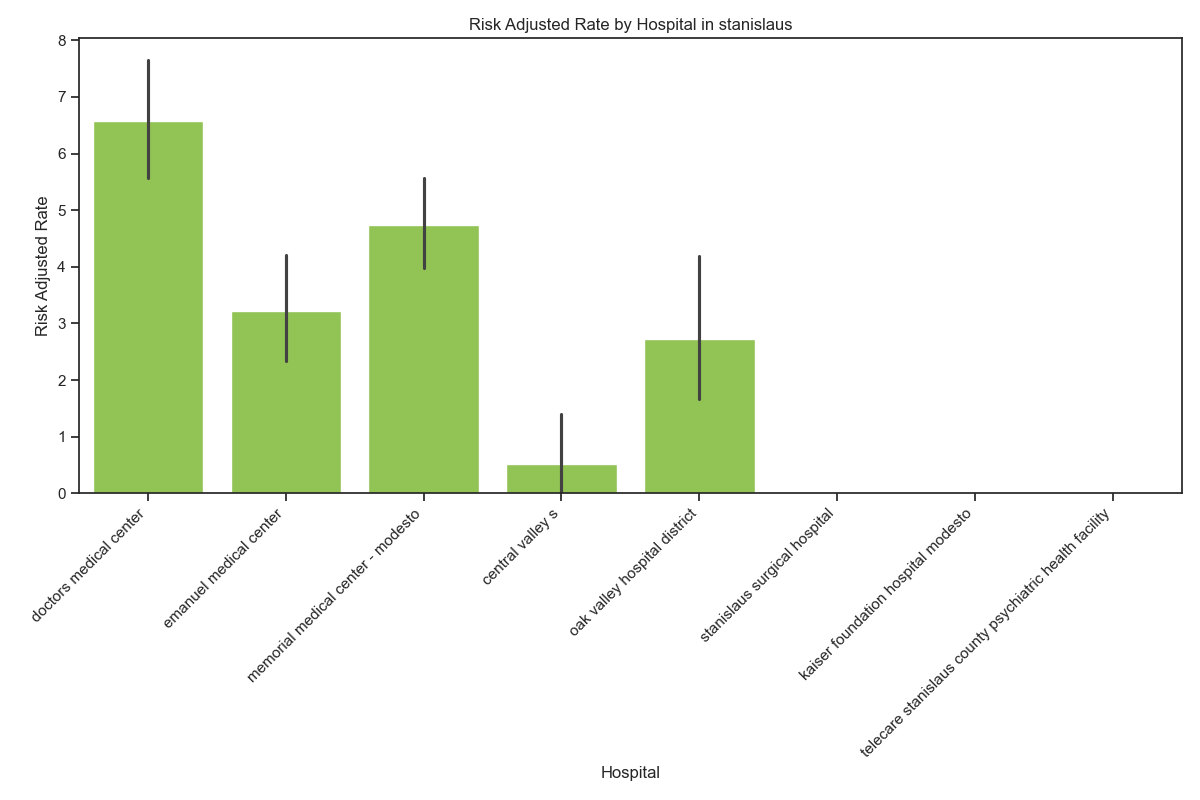 Risk Adjusted Rate by Hospital in stanislaus
8
7
6
5
4
3
2
1
0
Risk Adjusted Rate
doctors medical center
emanuel medical center
memorial medical center - modesto
central valley s
oak valley hospital district
stanislaus surgical hospital
kaiser foundation hospital modesto
telecare stanislaus county psychiatric health facility
Hospital